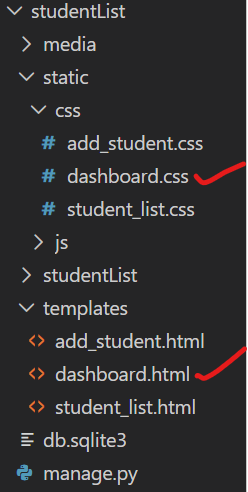 studentList
media
static
css
add_student.css
dashboard.css
student_list.css
js
studentList
templates
add_student.html
dashboard.html
student_list.html
db.sqlite3
manage.py